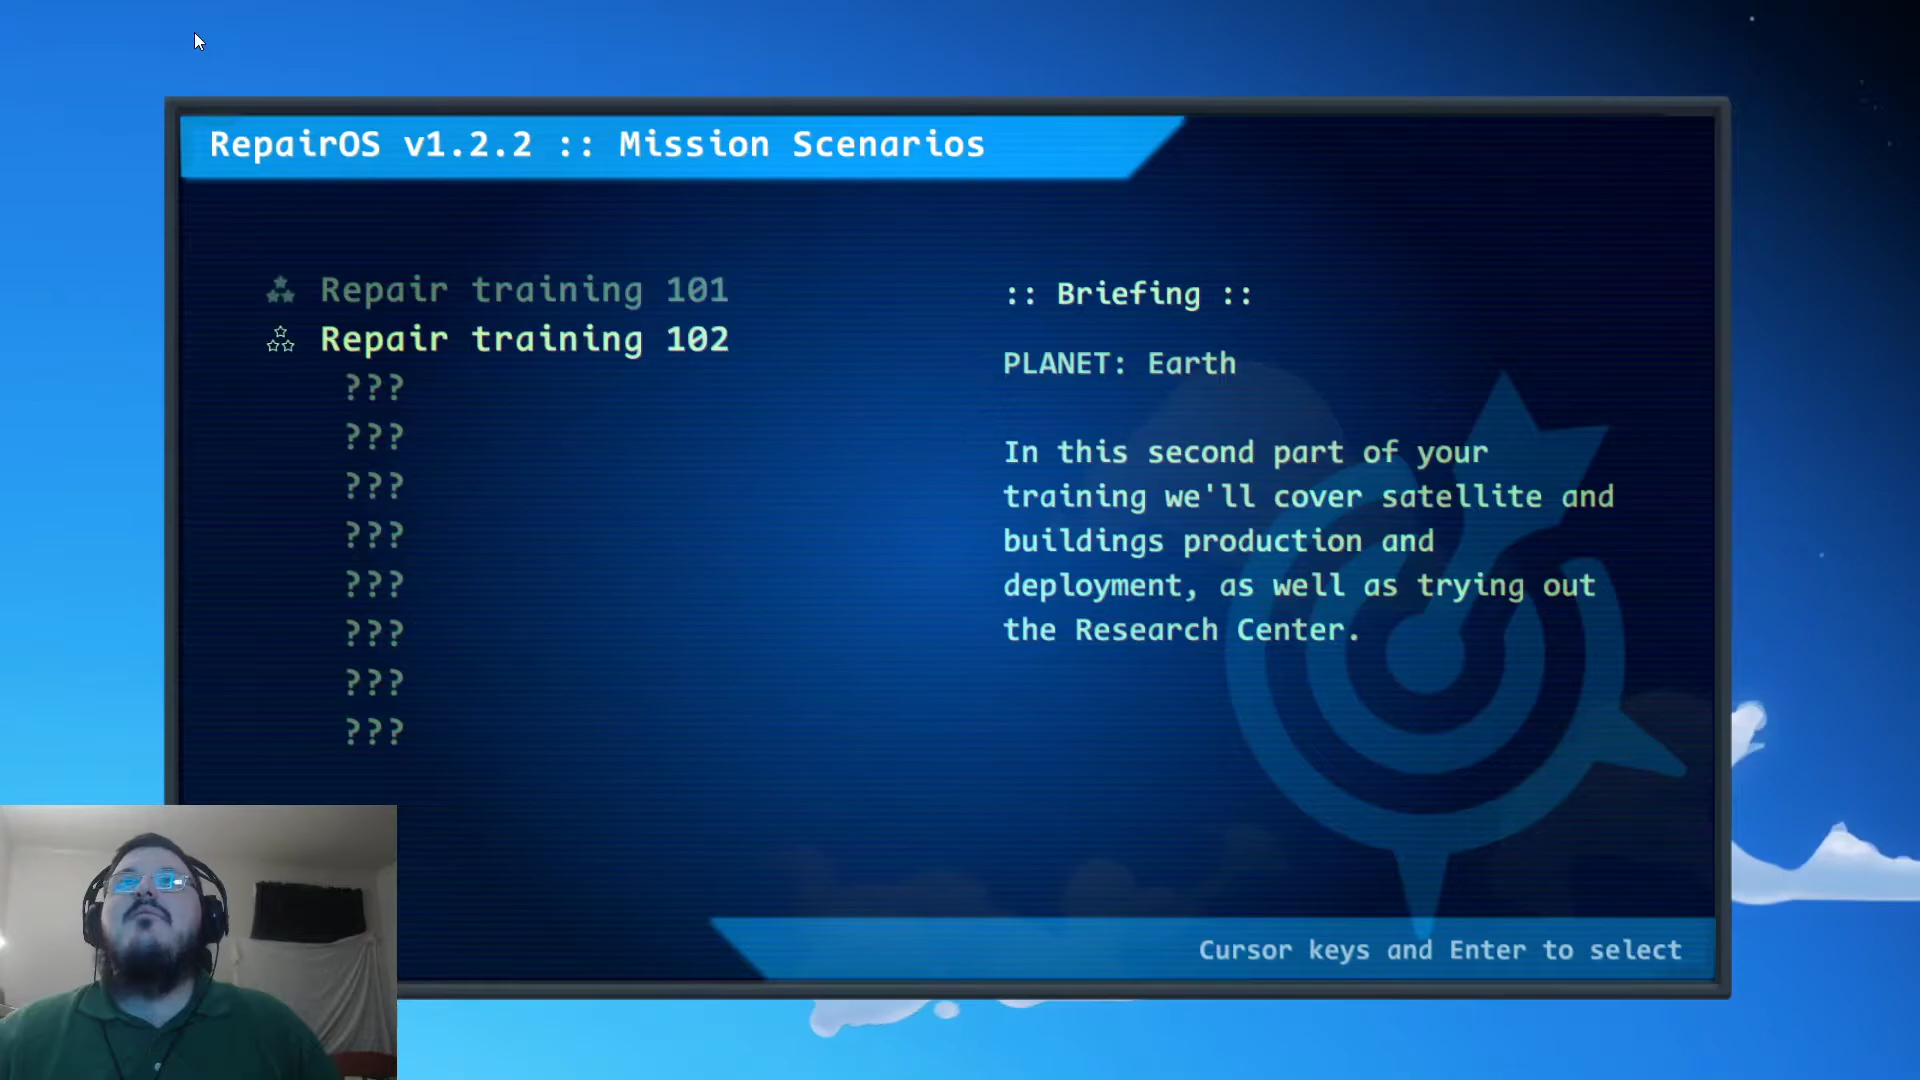 RepairOS v1.2.2 :: Mission Scenarios
Repair training 101
Repair training 102
???
???
???
???
???
???
???
???
:: Briefing ::
PLANET: Earth
In this second part of your
training we'll cover satellite and
buildings production and
deployment, as well as trying out
the Research Center.
Cursor keys and Enter to select